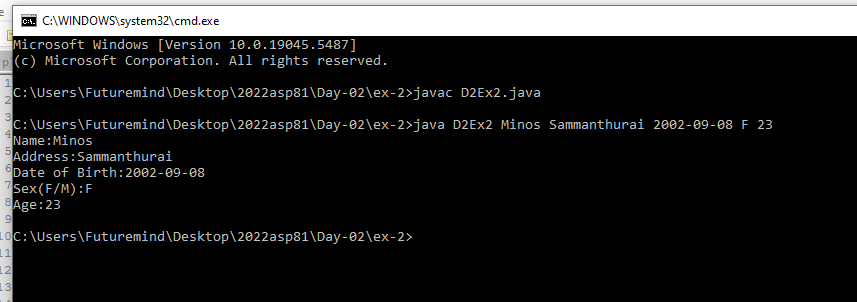 C:\WINDOWS\system32\cmd.exe
Microsoft Windows [Version 10.0.19045.5487]
(c) Microsoft Corporation. All rights reserved.
C:\Users\Futuremind\Desktop\2022asp81\Day-02\ex-2>javac D2Ex2.java
C:\Users\Futuremind\Desktop\2022asp81\Day-02\ex-2>java D2Ex2 Minos Sammanthurai 2002-09-08 F 23
Name:Minos
Address:Sammanthurai
Date of Birth:2002-09-08
Sex(F/M):F
Age:23
C:\Users\Futuremind\Desktop\2022asp81\Day-02\ex-2>